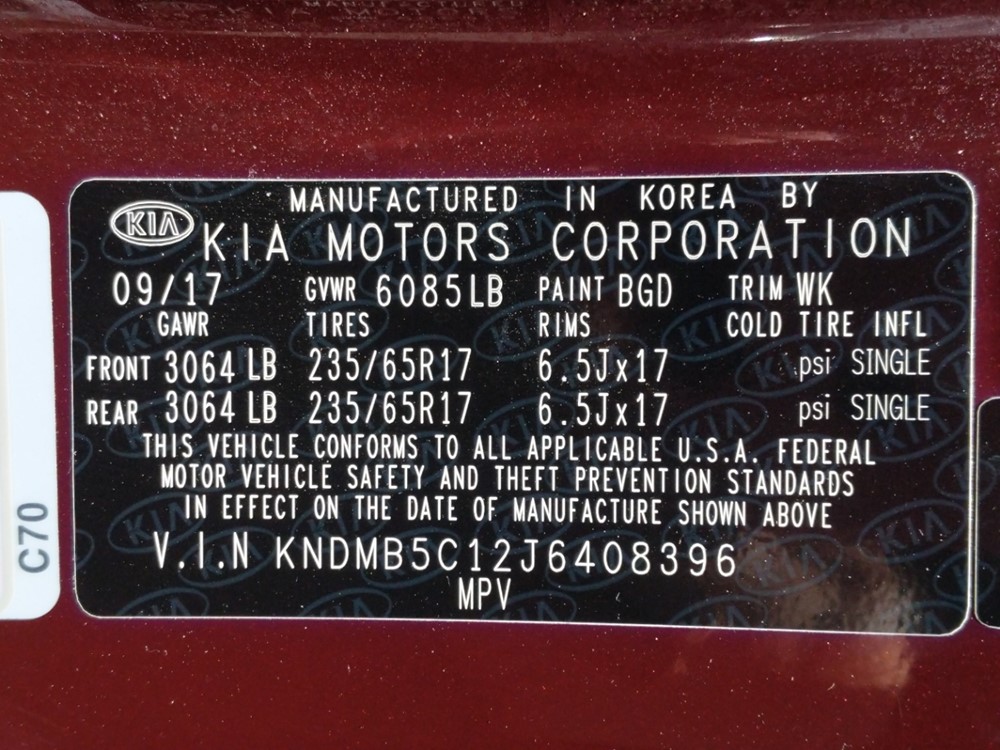 MANUFACTURED IN KOREA BY
KIA KIA MOTORS CORPORATION
09/17 GVWR 6085LB PAINT BGD TRIM WK
GAWR TIRES RIMS COLD TIRE INFL
FRONT 3064 LB 235/65R17 6.5Jx17 psi SINGLE
REAR 3064 LB 235/65R17 6.5Jx17 psi SINGLE
THIS VEHICLE CONFORMS TO ALL APPLICABLE U.S.A. FEDERAL
MOTOR VEHICLE SAFETY AND THEFT PREVENTION STANDARDS
IN EFFECT ON THE DATE OF MANUFACTURE SHOWN ABOVE
V.I.N KNDMB5C12J6408396
MPV
C70